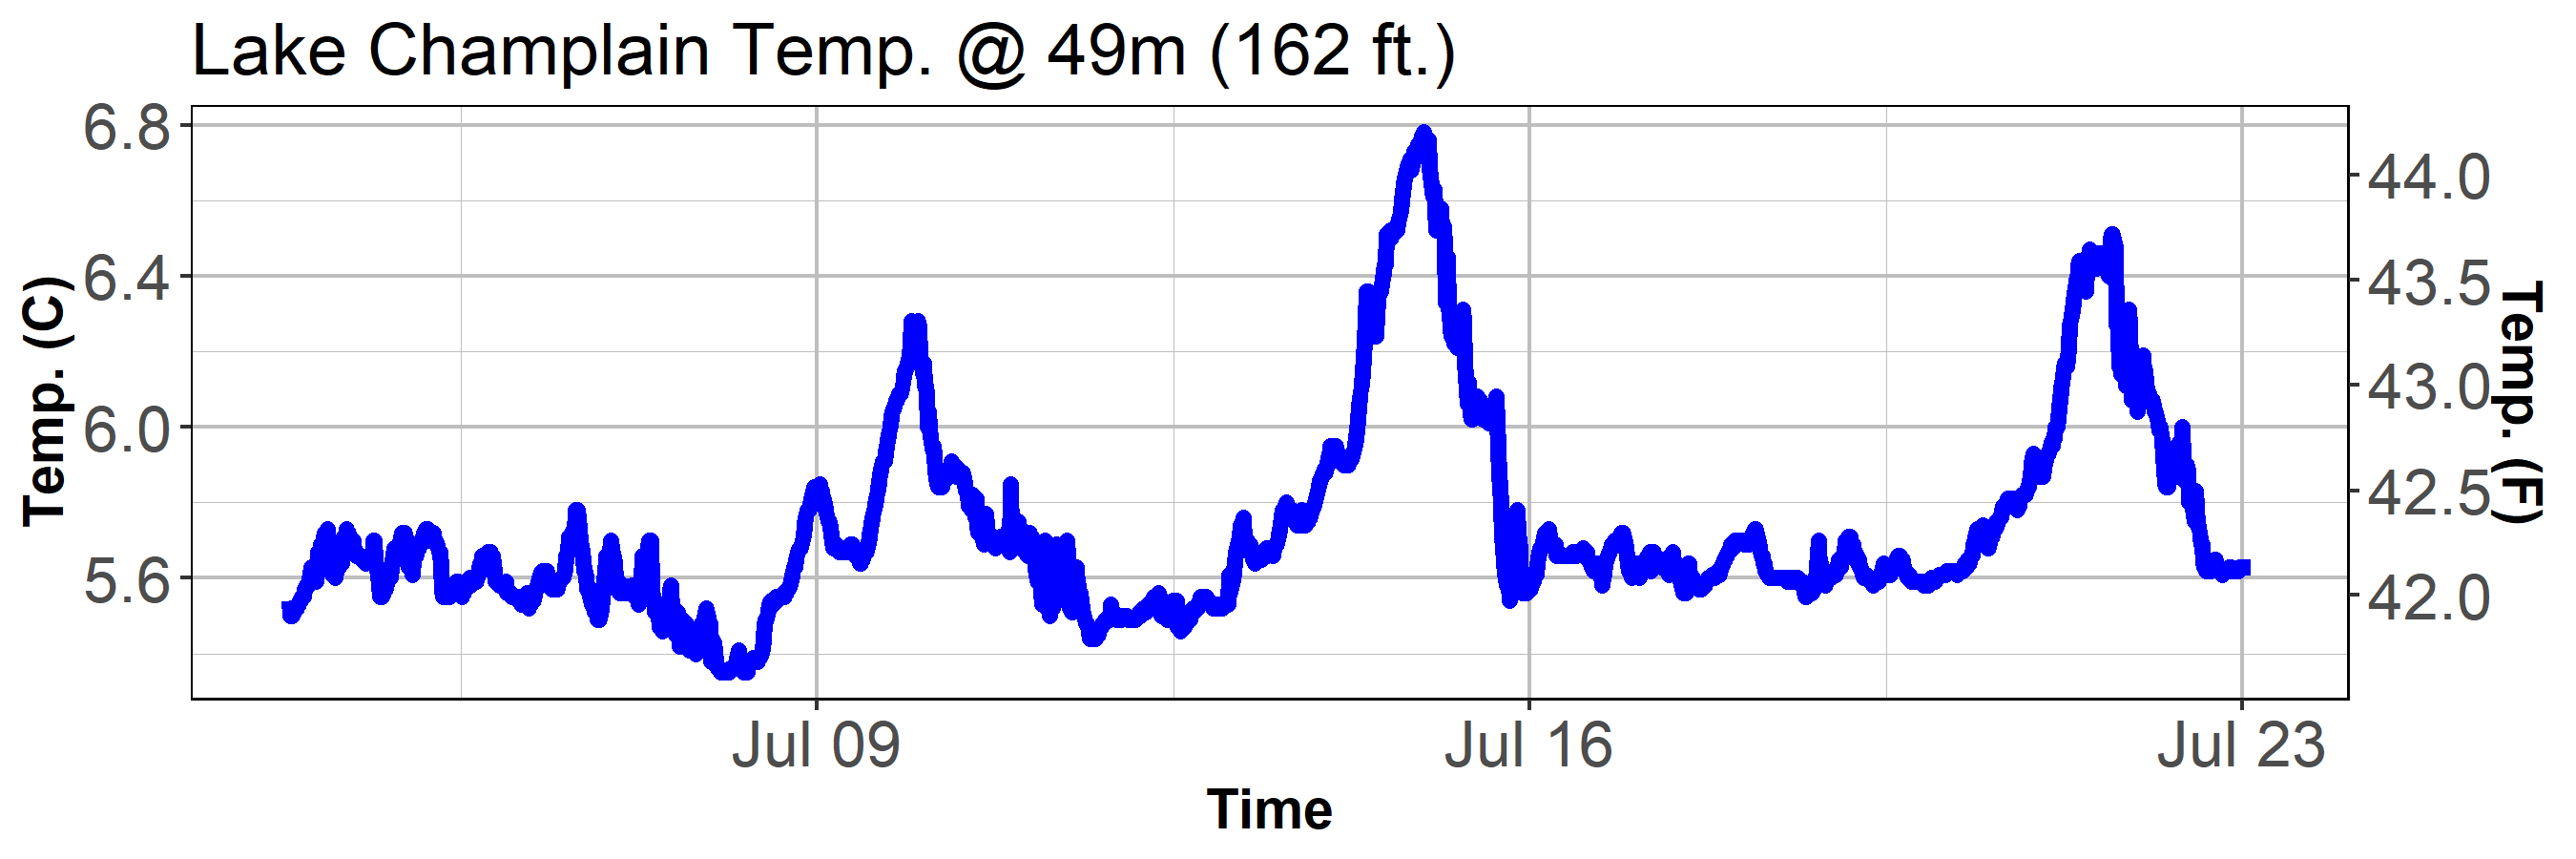 Lake Champlain Temp. @ 49m (162 ft.)
Temp. (C)
6.8
6.4
6.0
5.6
44.0
43.5
43.0
42.5
42.0
Temp. (F)
Jul 09
Jul 16
Jul 23
Time